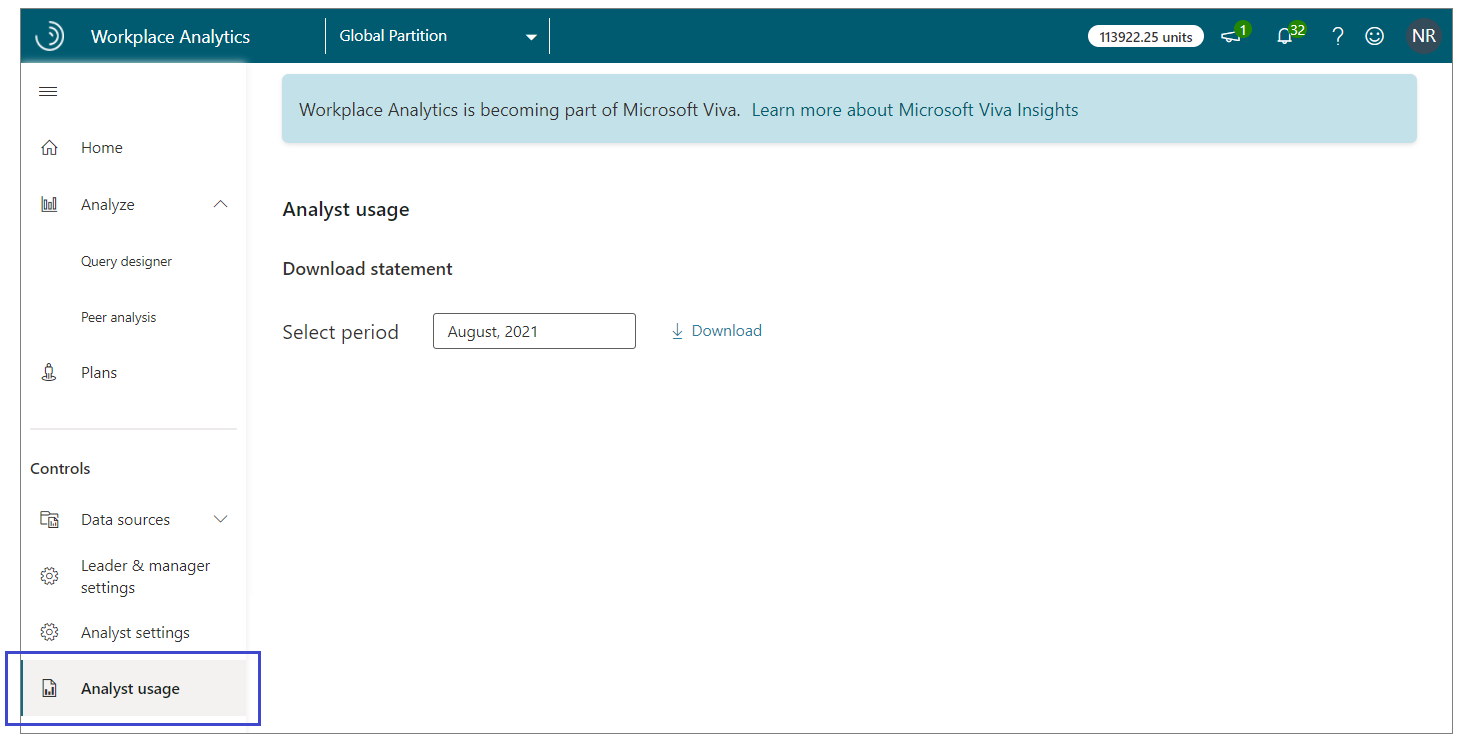 Workplace Analytics
Global Partition
113922.25 units
1
32
?
NR
Workplace Analytics is becoming part of Microsoft Viva. Learn more about Microsoft Viva Insights
Home
Analyze
Query designer
Peer analysis
Plans
Controls
Data sources
Leader & manager
settings
Analyst settings
Analyst usage
Analyst usage
Download statement
Select period
August, 2021
Download